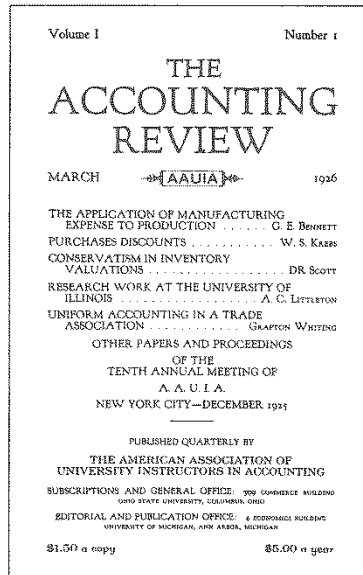 Volume I Number 1
THE
ACCOUNTING
REVIEW
MARCH AAUIA 1926
THE APPLICATION OF MANUFACTURING
EXPENSE TO PRODUCTION ...... G. E. BENNETT
PURCHASES DISCOUNTS .......... W. S. KREBS
CONSERVATISM IN INVENTORY
VALUATIONS ................. DR SCOTT
RESEARCH WORK AT THE UNIVERSITY OF
ILLINOIS ................. A. C. LITTLETON
UNIFORM ACCOUNTING IN A TRADE
ASSOCIATION ........... GRAFTON WHITING
OTHER PAPERS AND PROCEEDINGS
OF THE
TENTH ANNUAL MEETING OF
A. A. U. I. A.
NEW YORK CITY—DECEMBER 1925
PUBLISHED QUARTERLY BY
THE AMERICAN ASSOCIATION OF
UNIVERSITY INSTRUCTORS IN ACCOUNTING
SUBSCRIPTIONS AND GENERAL OFFICE: COMMERCE BUILDING
OHIO STATE UNIVERSITY, COLUMBUS, OHIO
EDITORIAL AND PUBLICATION OFFICE: ECONOMICS BUILDING
UNIVERSITY OF MICHIGAN, ANN ARBOR, MICHIGAN
$1.50 a copy $5.00 a year